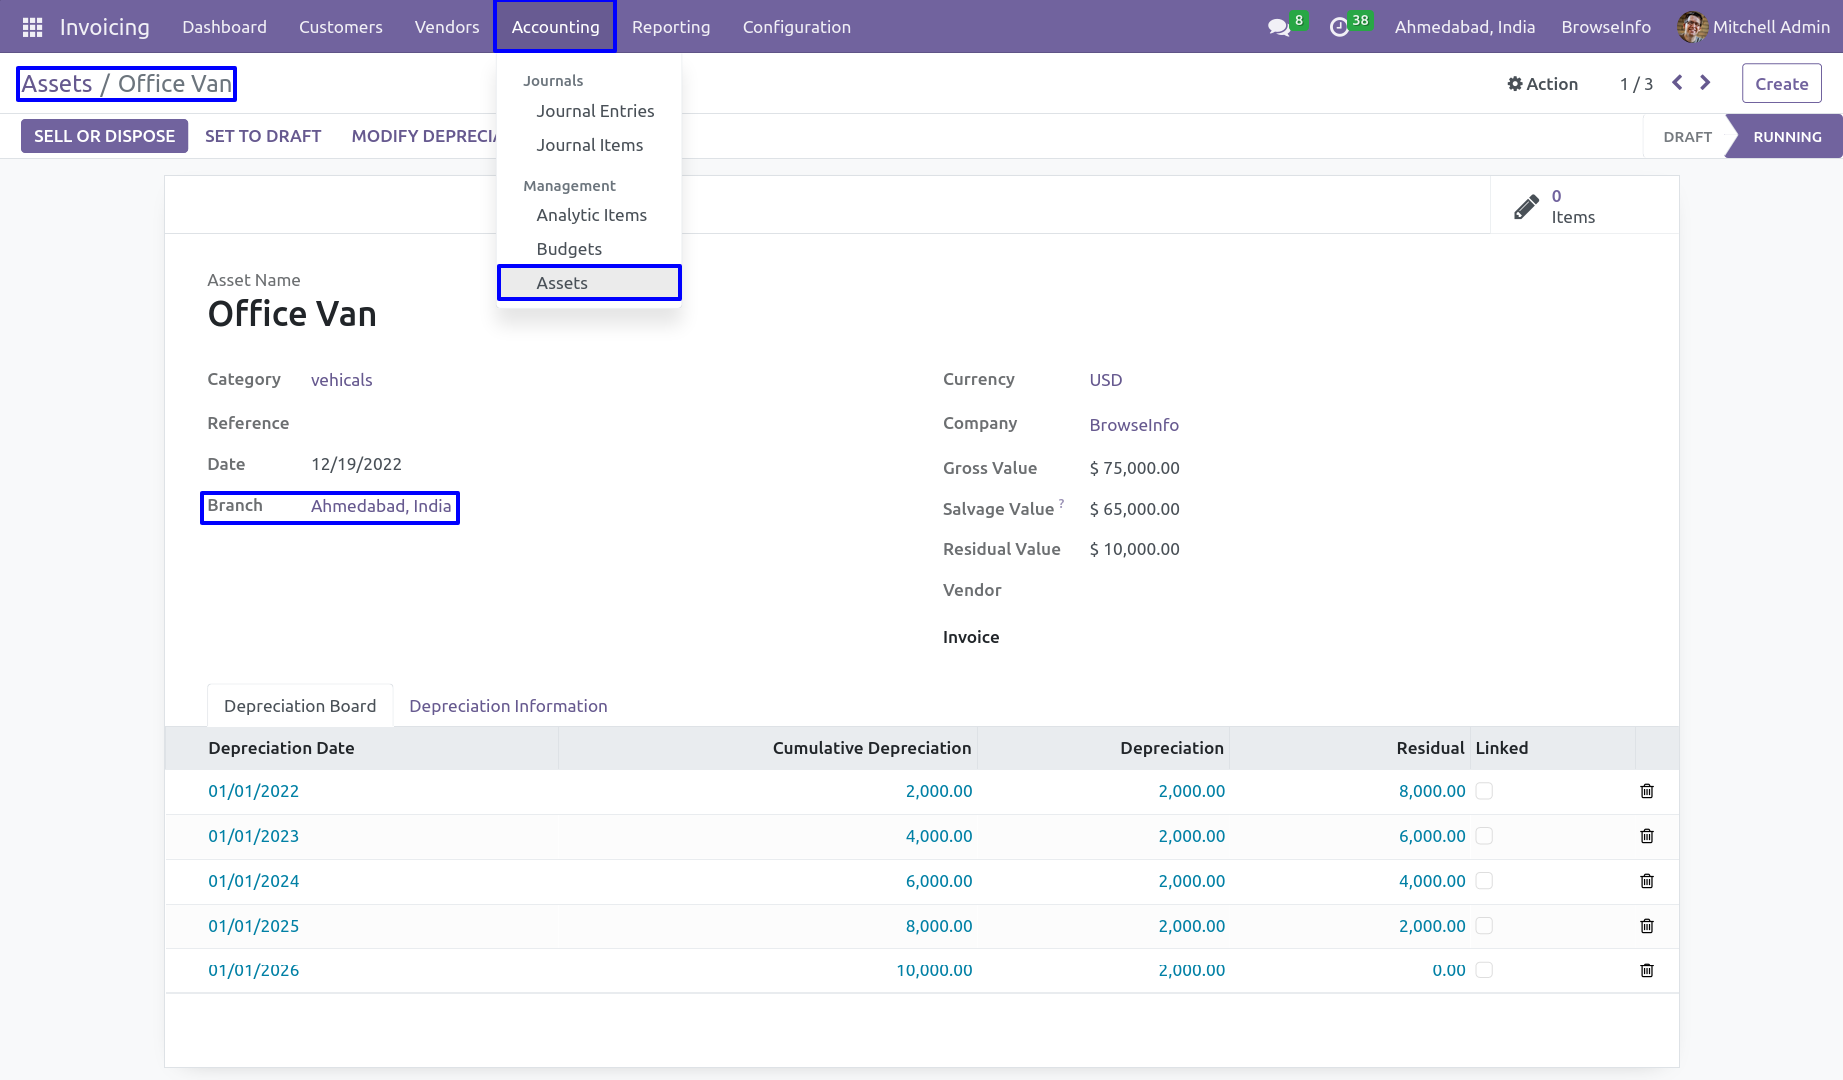 Invoicing Dashboard Customers Vendors Accounting Reporting Configuration 8 38 Ahmedabad, India BrowseInfo Mitchell Admin
Assets / Office Van Action 1 / 3 Create
SELL OR DISPOSE SET TO DRAFT MODIFY DEPRECIA DRAFT RUNNING
Journals
Journal Entries
Journal Items
Management
Analytic Items
Budgets
Assets
0
Items
Asset Name
Office Van
Category vehicals
Reference
Date 12/19/2022
Branch Ahmedabad, India
Currency USD
Company BrowseInfo
Gross Value $ 75,000.00
Salvage Value ? $ 65,000.00
Residual Value $ 10,000.00
Vendor
Invoice
Depreciation Board Depreciation Information
Depreciation Date Cumulative Depreciation Depreciation Residual Linked
01/01/2022 2,000.00 2,000.00 8,000.00
01/01/2023 4,000.00 2,000.00 6,000.00
01/01/2024 6,000.00 2,000.00 4,000.00
01/01/2025 8,000.00 2,000.00 2,000.00
01/01/2026 10,000.00 2,000.00 0.00